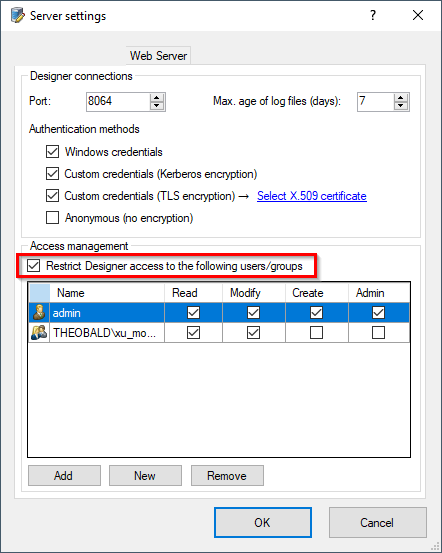 Server settings
?
Web Server
Designer connections
Port: 8064 Max. age of log files (days): 7
Authentication methods
Windows credentials
Custom credentials (Kerberos encryption)
Custom credentials (TLS encryption) → Select X.509 certificate
Anonymous (no encryption)
Access management
Restrict Designer access to the following users/groups
Name Read Modify Create Admin
admin
THEOBALD\xu_mo...
Add New Remove
OK Cancel